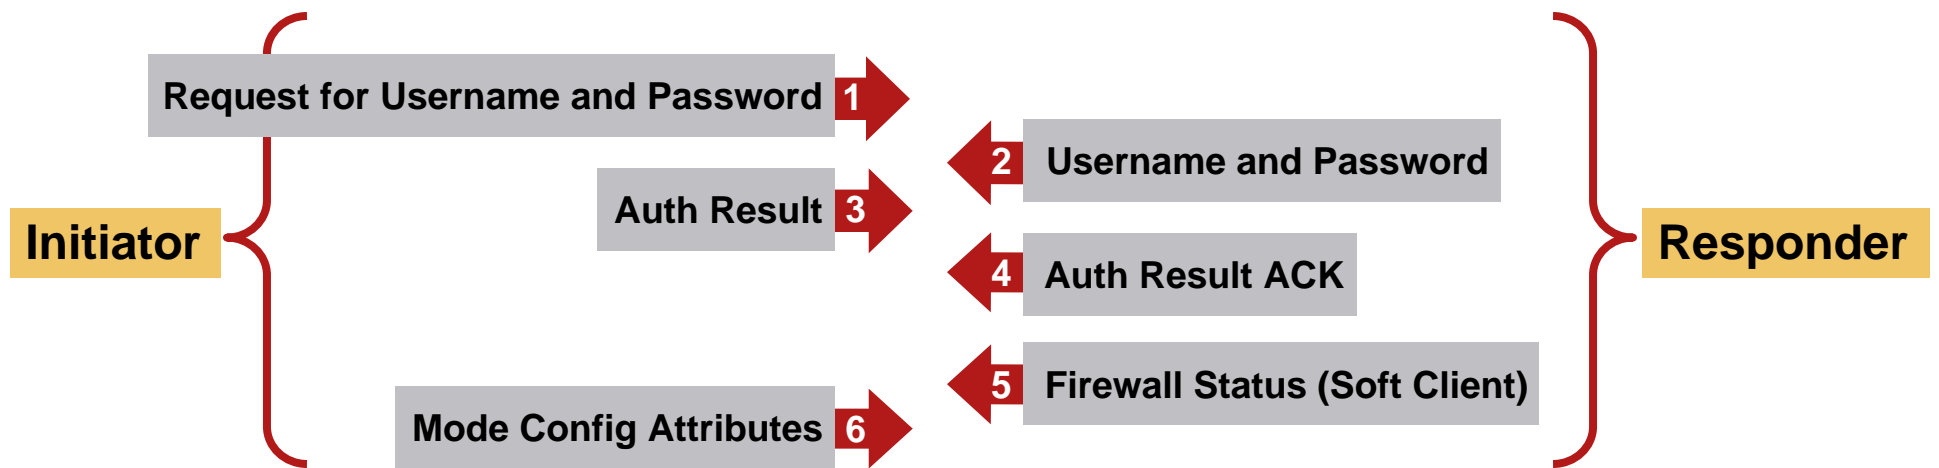 Request for Username and Password 1
2 Username and Password
Auth Result 3
Initiator
Responder
4 Auth Result ACK
5 Firewall Status (Soft Client)
Mode Config Attributes 6